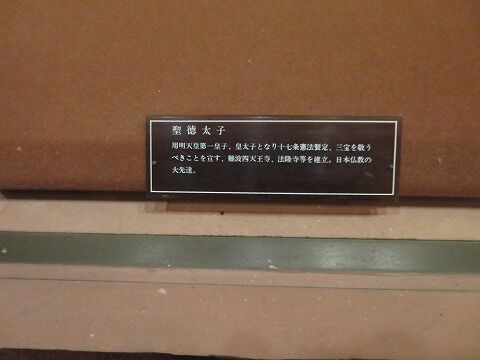 聖徳太子
用明天皇第一皇子、皇太子となり十七条憲法製定、三宝を敬う
べきことを宣す、難波四天王寺、法隆寺等を建立。日本仏教の
大先達。